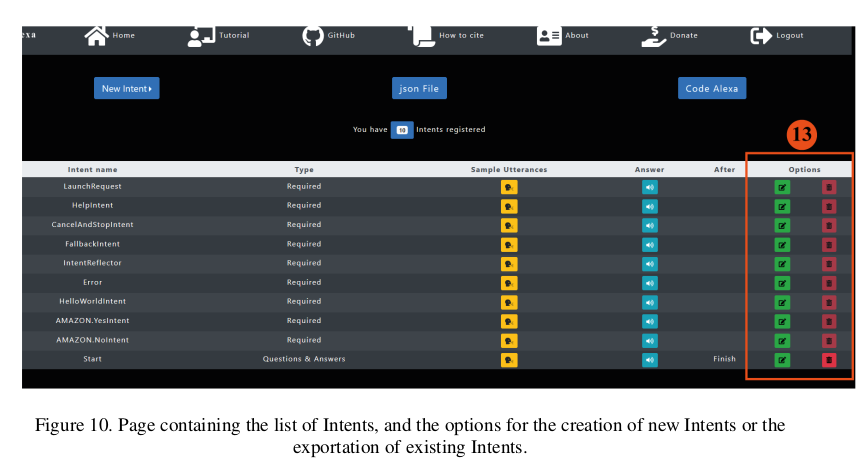 exa Home Tutorial GitHub How to cite About Donate Logout
New Intent json File Code Alexa
You have 10 Intents registered
13
Intent name Type Sample Utterances Answer After Options
LaunchRequest Required
HelpIntent Required
CancelAndStopIntent Required
FallbackIntent Required
IntentReflector Required
Error Required
HelloWorldIntent Required
AMAZON.YesIntent Required
AMAZON.NoIntent Required
Start Questions & Answers Finish
Figure 10. Page containing the list of Intents, and the options for the creation of new Intents or the
exportation of existing Intents.